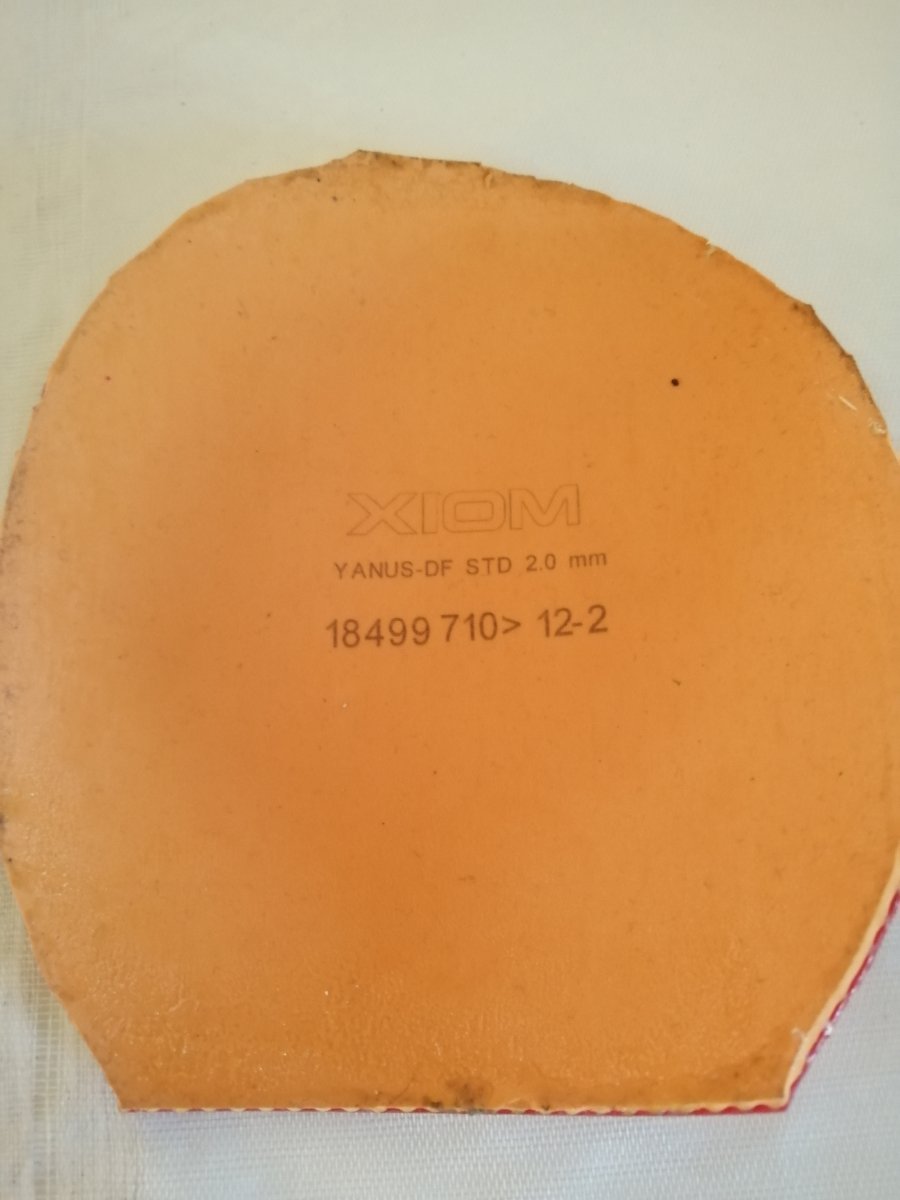 XIOM
YANUS-DF STD 2.0 mm
18499 710> 12-2